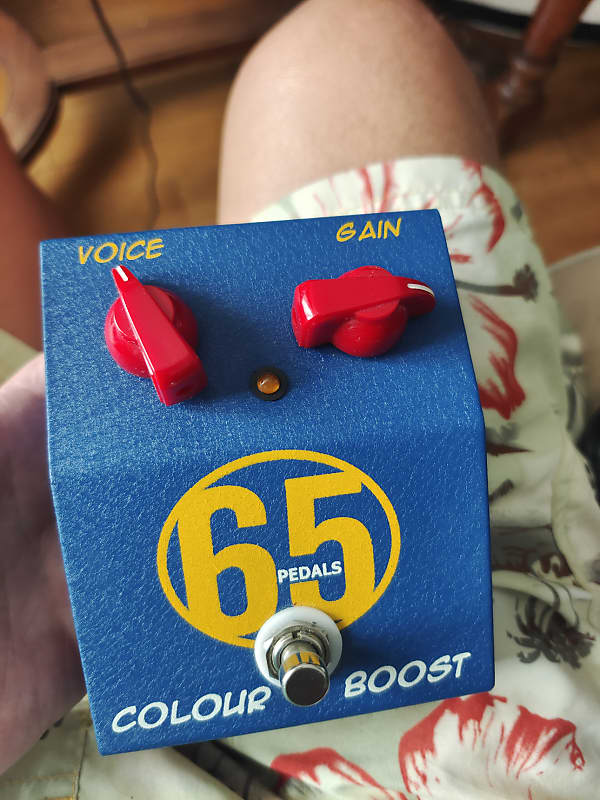 VOICE GAIN
65
PEDALS
COLOUR BOOST